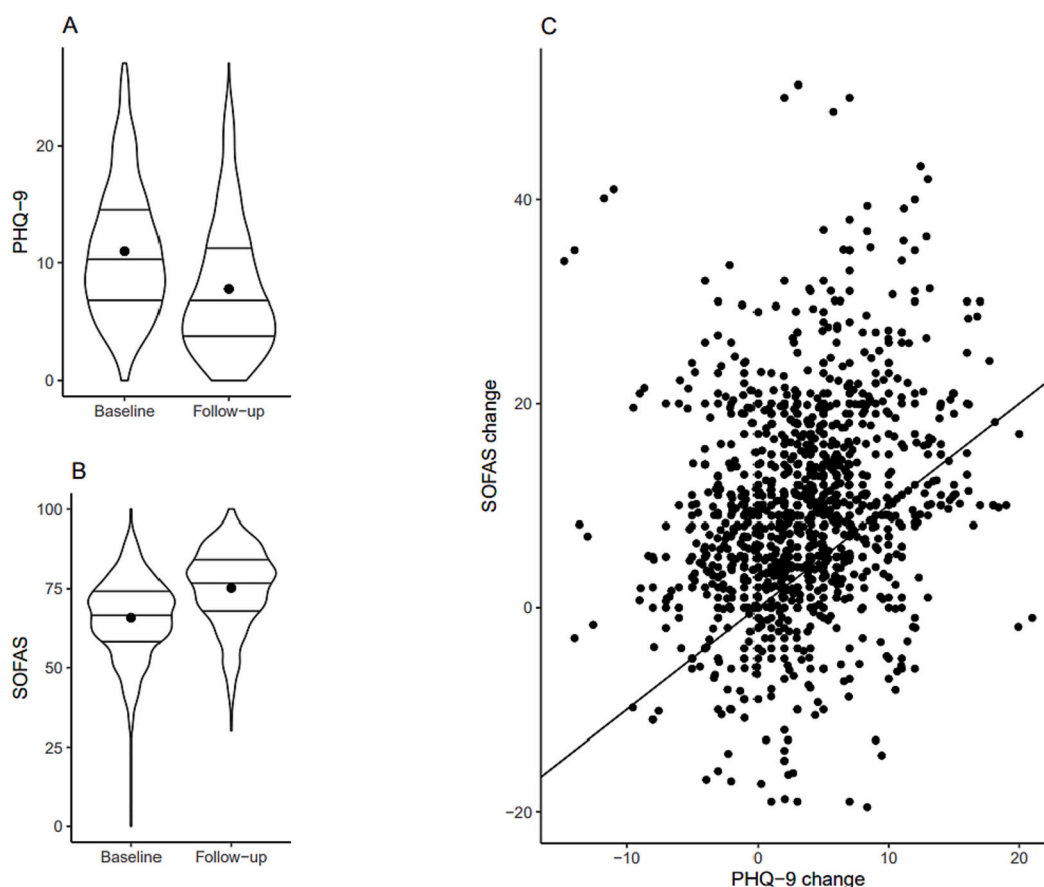 A
PHQ−9
20
10
0
Baseline
Follow−up
B
SOFAS
100
75
50
25
0
Baseline
Follow−up
C
SOFAS change
40
20
0
−20
−10
0
10
20
PHQ−9 change